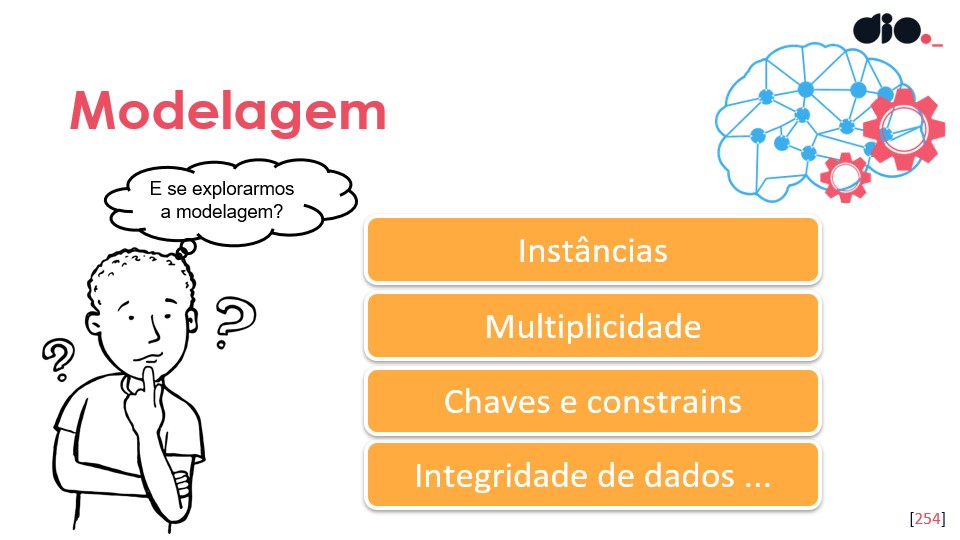 dio._
Modelagem
E se explorarmos
a modelagem?
Instâncias
Multiplicidade
Chaves e constrains
Integridade de dados ...
? ?
[254]